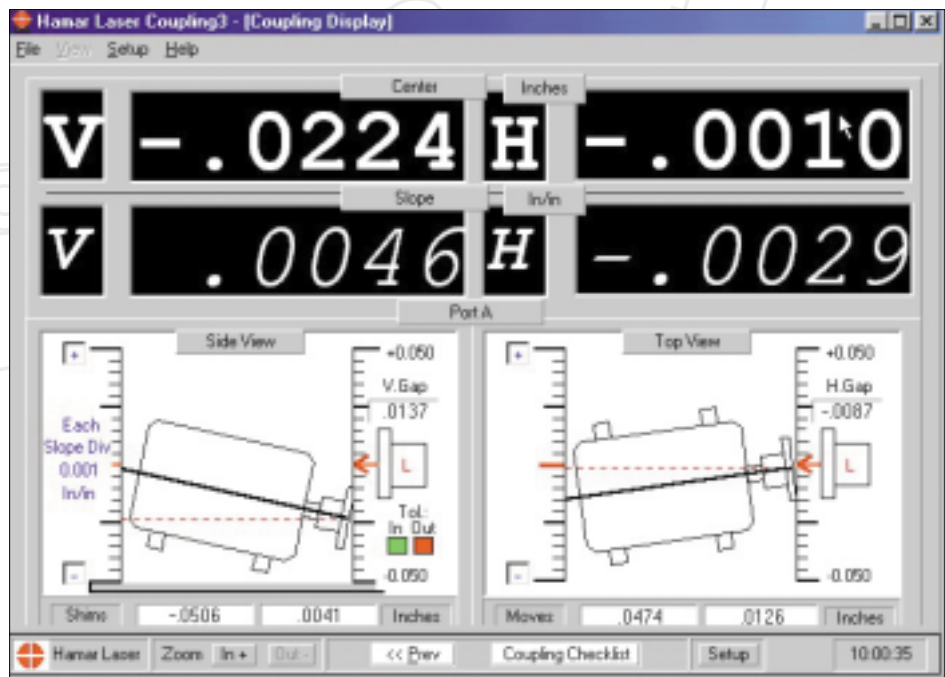 Hamar Laser Coupling3 - [Coupling Display]
File View Setup Help
Center Inches
V -.0224 H -.0010
Slope In/in
V .0046 H -.0029
Port A
Side View
+
+0.050
V.Gap
.0137
Each
Slope Div
0.001
In/in
L
Tol.:
In Out
-
-0.050
Shims -.0506 .0041 Inches
Top View
+
+0.050
H.Gap
-.0087
L
-
-0.050
Moves .0474 .0126 Inches
Hamar Laser Zoom In + Out - << Prev Coupling Checklist Setup 10:00:35